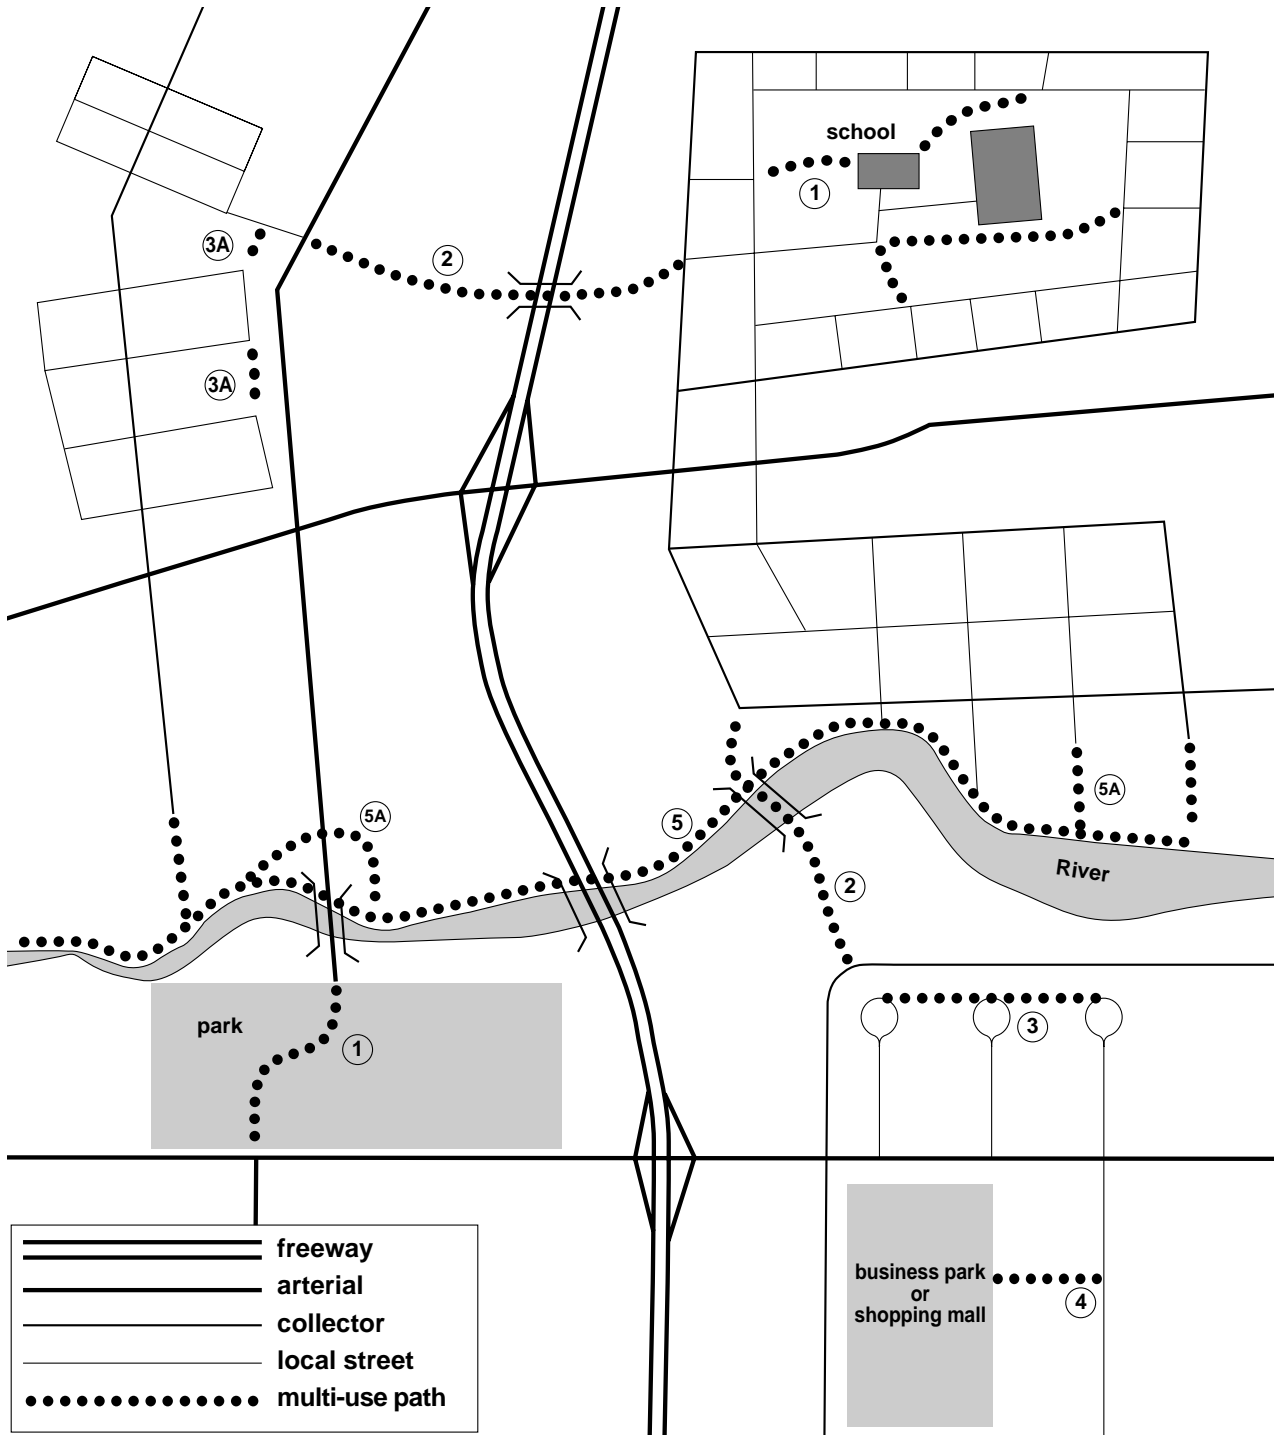 school
1
3A
2
3A
5A
5
5A
River
2
park
1
3
business park
or
shopping mall
4
freeway
arterial
collector
local street
multi-use path